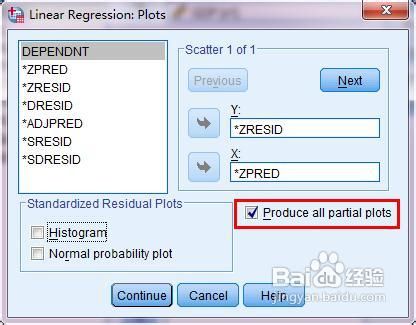 Linear Regression: Plots
DEPENDNT
*ZPRED
*ZRESID
*DRESID
*ADJPRED
*SRESID
*SDRESID
Scatter 1 of 1
Previous
Next
Y:
*ZRESID
X:
*ZPRED
Standardized Residual Plots
Histogram
Normal probability plot
Produce all partial plots
Continue
Cancel
Help
Baidu 经验
jingyan.baidu.com